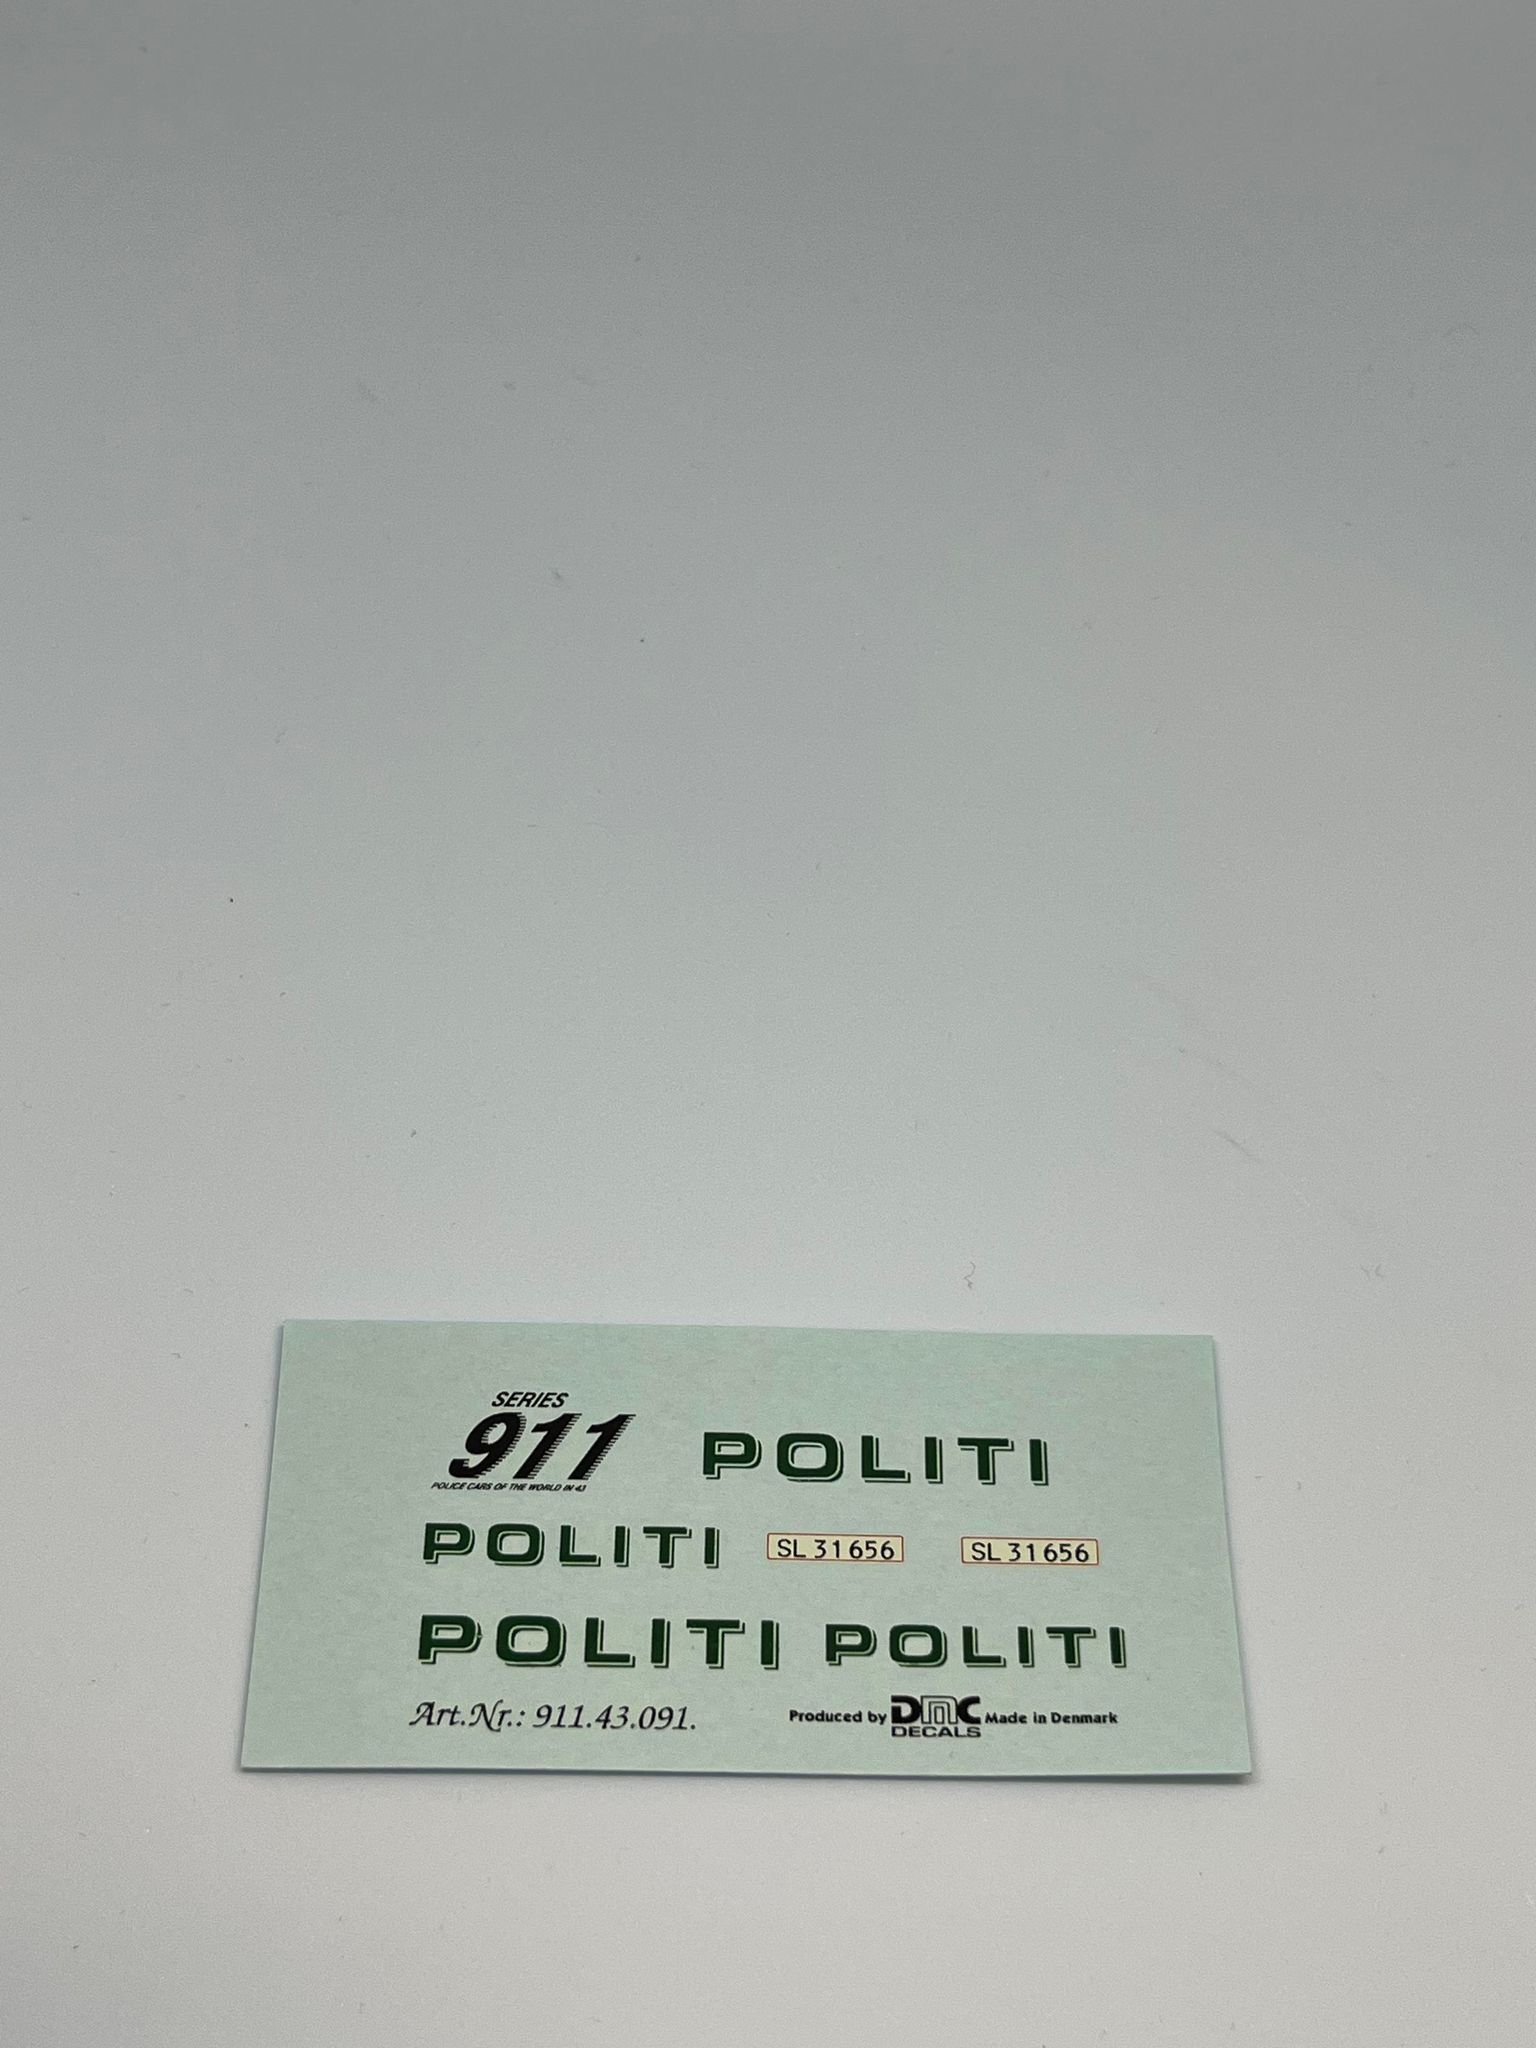 SERIES
911
POLICE CARS OF THE WORLD IN 43
POLITI
POLITI
SL 31656
SL 31656
POLITI
POLITI
Art.Nr.: 911.43.091.
Produced by DMC DECALS Made in Denmark